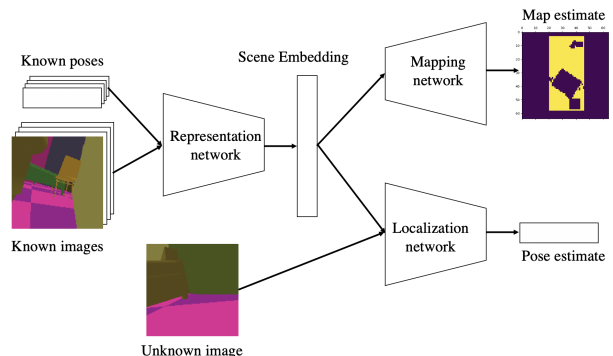 Map estimate
Known poses
Scene Embedding
Mapping
network
Representation
network
Known images
Localization
network
Pose estimate
Unknown image